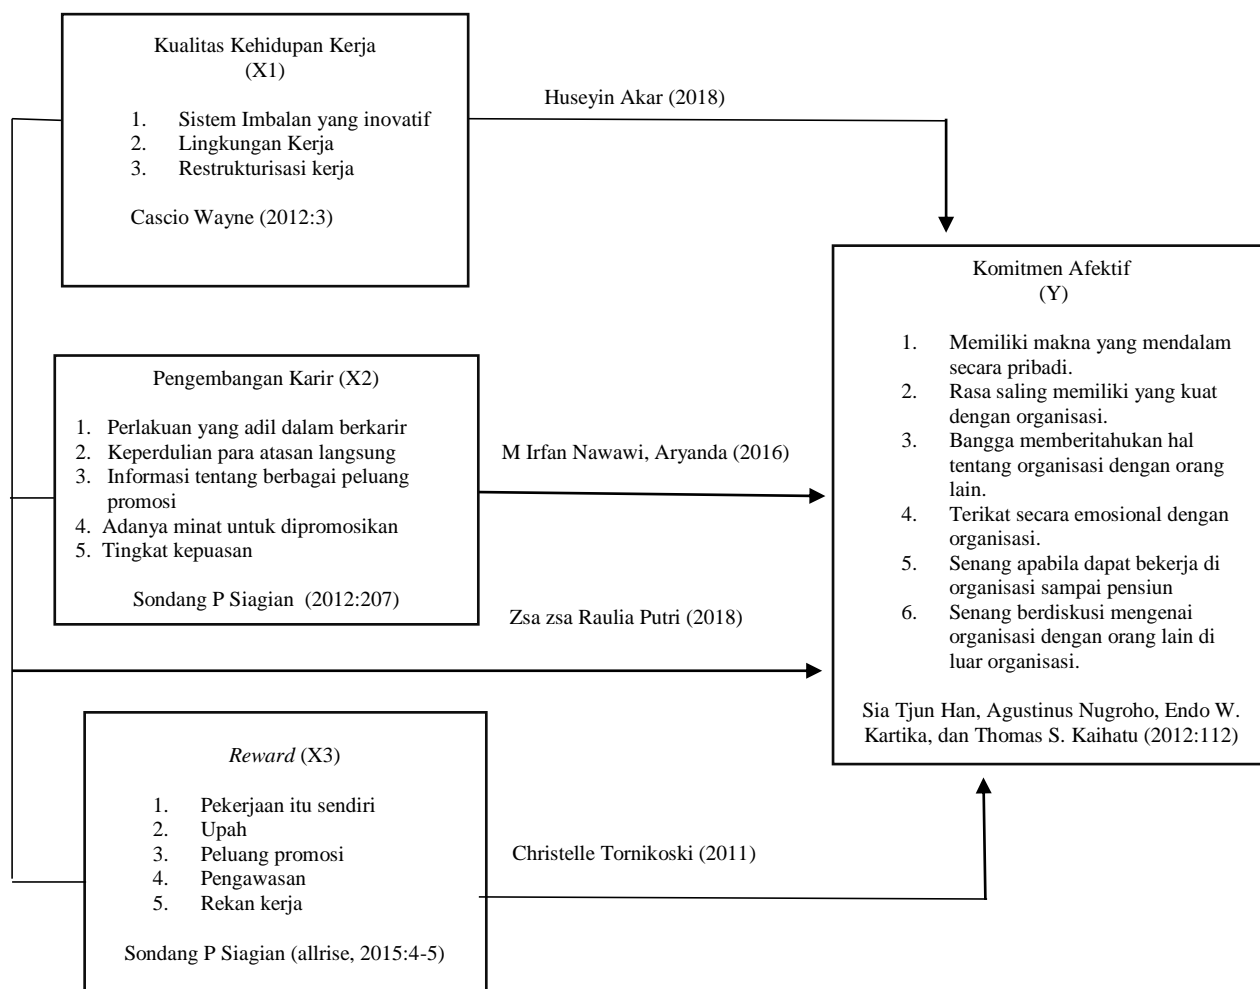 Kualitas Kehidupan Kerja
(X1)
1. Sistem Imbalan yang inovatif
2. Lingkungan Kerja
3. Restrukturisasi kerja
Cascio Wayne (2012:3)
Huseyin Akar (2018)
Pengembangan Karir (X2)
1. Perlakuan yang adil dalam berkarir
2. Keperdulian para atasan langsung
3. Informasi tentang berbagai peluang
promosi
4. Adanya minat untuk dipromosikan
5. Tingkat kepuasan
Sondang P Siagian (2012:207)
M Irfan Nawawi, Aryanda (2016)
Zsa zsa Raulia Putri (2018)
Reward (X3)
1. Pekerjaan itu sendiri
2. Upah
3. Peluang promosi
4. Pengawasan
5. Rekan kerja
Sondang P Siagian (allrise, 2015:4-5)
Christelle Tornikoski (2011)
Komitmen Afektif
(Y)
1. Memiliki makna yang mendalam
secara pribadi.
2. Rasa saling memiliki yang kuat
dengan organisasi.
3. Bangga memberitahukan hal
tentang organisasi dengan orang
lain.
4. Terikat secara emosional dengan
organisasi.
5. Senang apabila dapat bekerja di
organisasi sampai pensiun
6. Senang berdiskusi mengenai
organisasi dengan orang lain di
luar organisasi.
Sia Tjun Han, Agustinus Nugroho, Endo W.
Kartika, dan Thomas S. Kaihatu (2012:112)